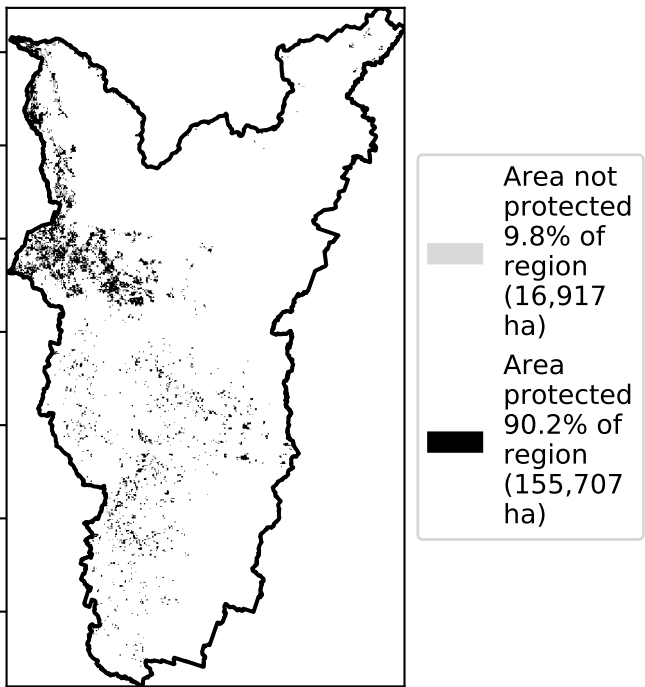 Area not
protected
9.8% of
region
(16,917
ha)
Area
protected
90.2% of
region
(155,707
ha)